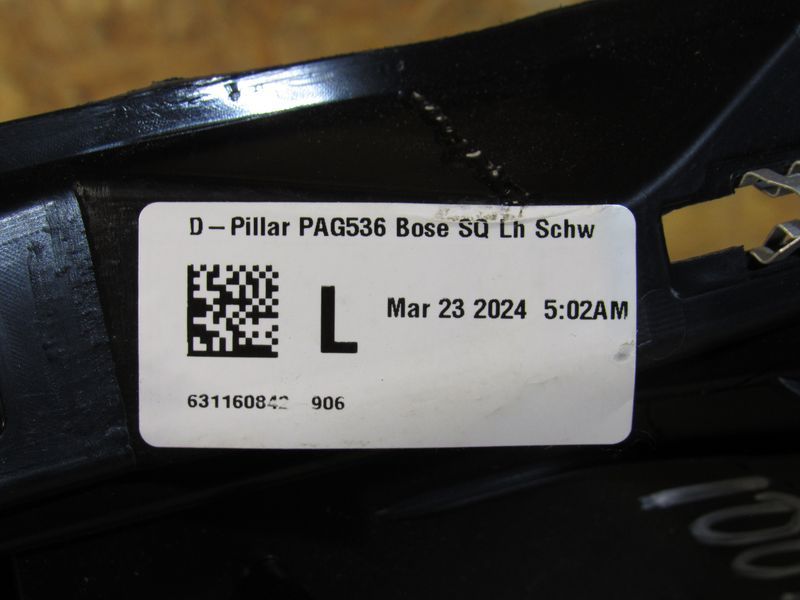 D-Pillar PAG536 Bose SQ Lh Schw
L
Mar 23 2024 5:02AM
631160842 906